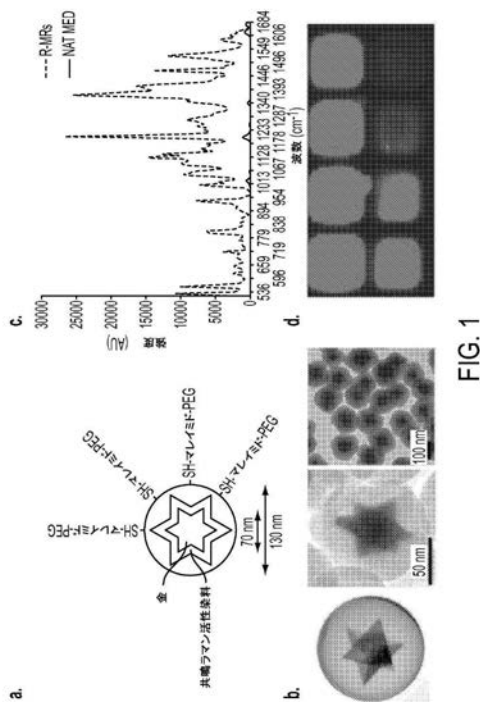 a.
SH-マレイミド-PEG
SH-マレイミド-PEG
SH-マレイミド-PEG
SH-マレイミド-PEG
金
共鳴ラマン活性染料
70 nm
130 nm
b.
50 nm
100 nm
c.
R-MRs
NAT MED
強度
(AU)
30000
25000
20000
15000
10000
5000
0
536
596
659
719
779
838
894
954
1013
1067
1128
1178
1233
1287
1340
1393
1446
1496
1549
1606
1684
波数 (cm-1)
d.
FIG. 1